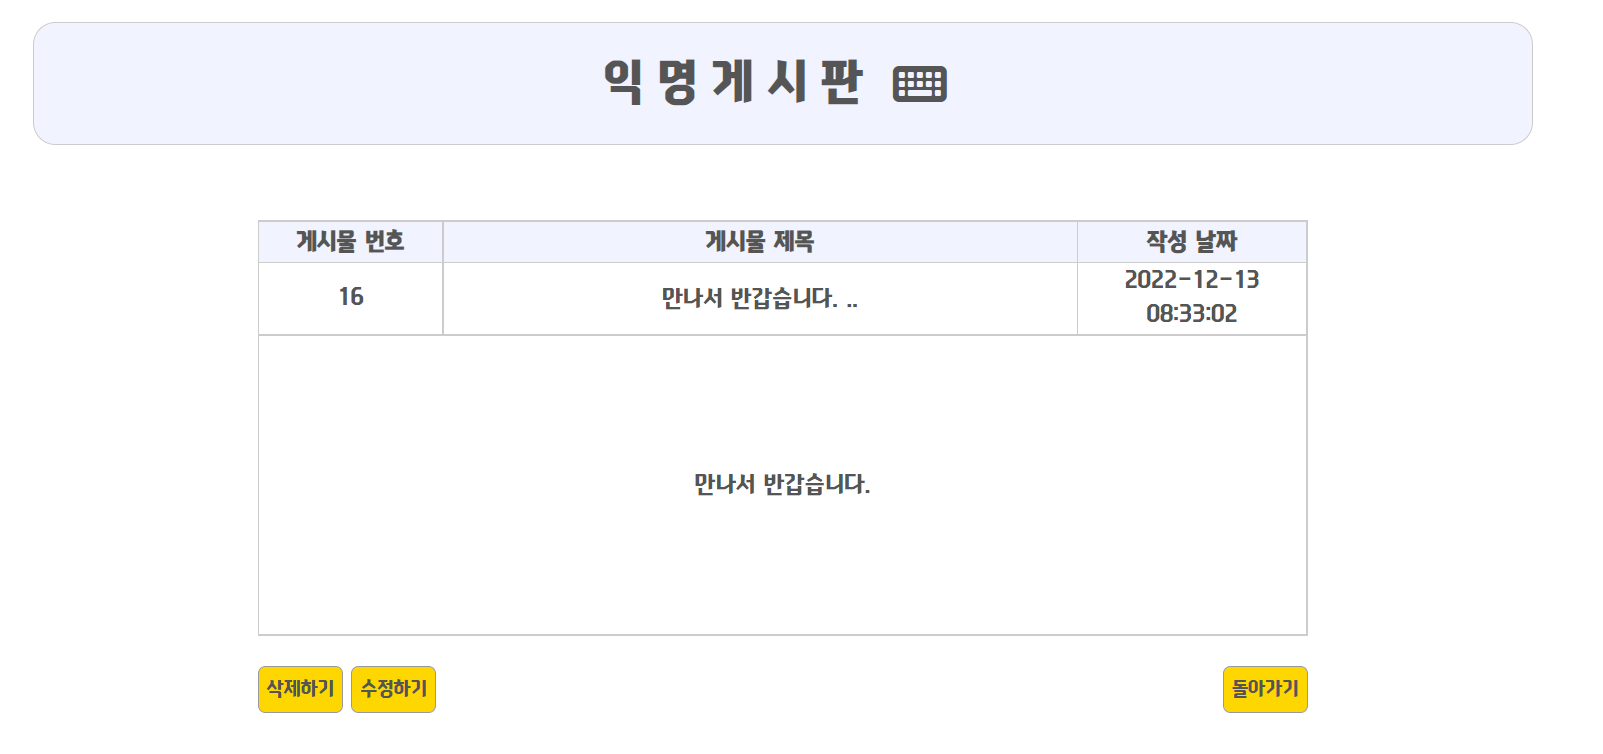 익명게시판
게시물 번호 게시물 제목 작성 날짜
16 만나서 반갑습니다. .. 2022-12-13
08:33:02
만나서 반갑습니다.
삭제하기 수정하기 돌아가기